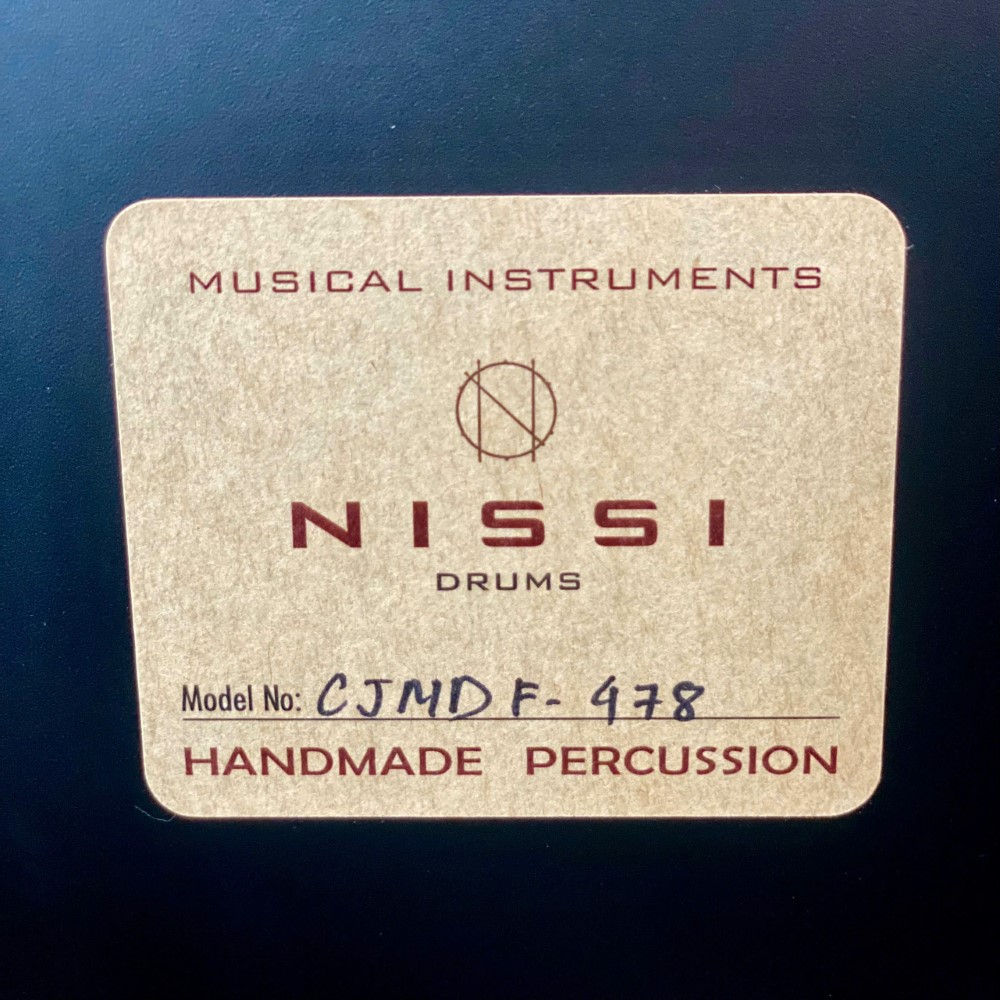 MUSICAL INSTRUMENTS
N
NISSI
DRUMS
Model No: CJMDF-478
HANDMADE PERCUSSION